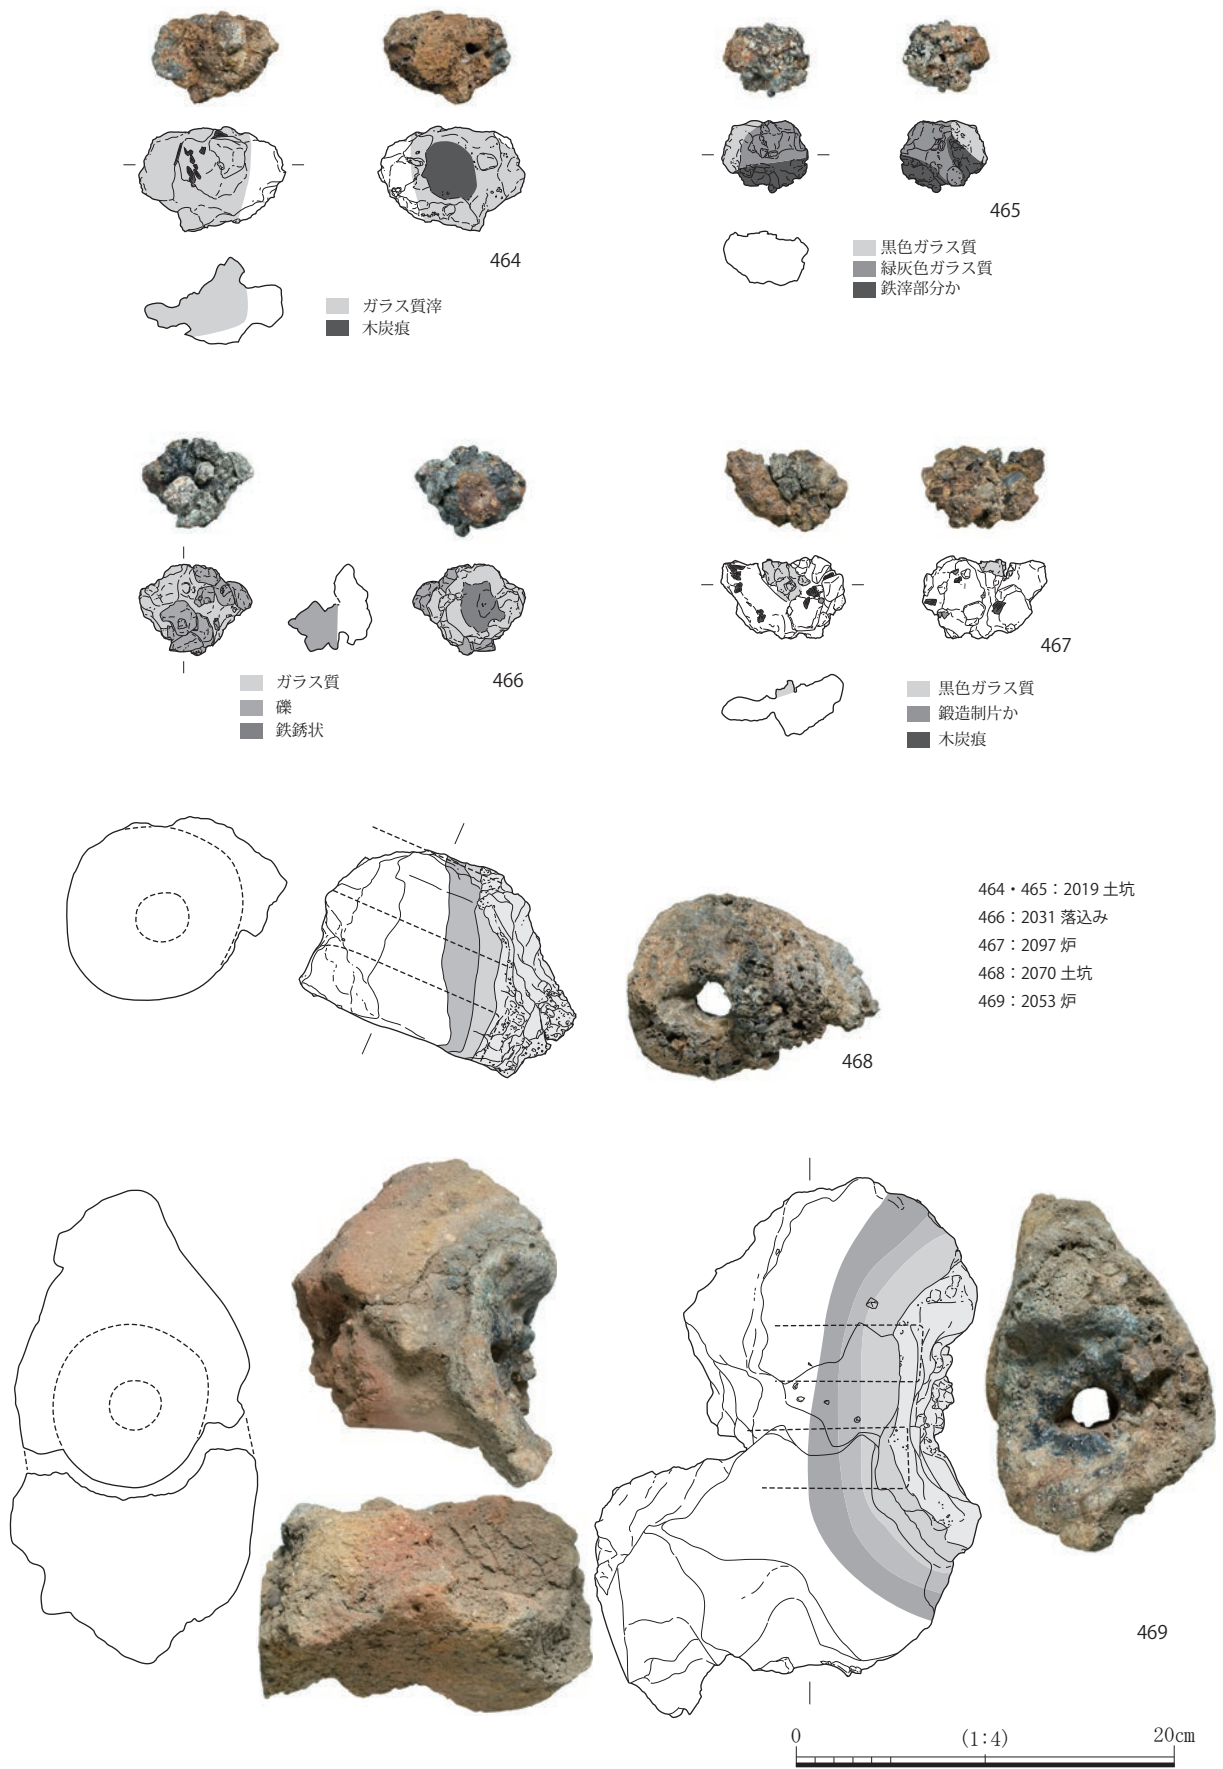 465
黒色ガラス質
緑灰色ガラス質
鉄滓部分か
464
ガラス質滓
木炭痕
466
ガラス質
礫
鉄銹状
467
黒色ガラス質
鍛造制片か
木炭痕
464・465：2019 土坑
466：2031 落込み
467：2097 炉
468：2070 土坑
469：2053 炉
468
469
0 (1:4) 20cm